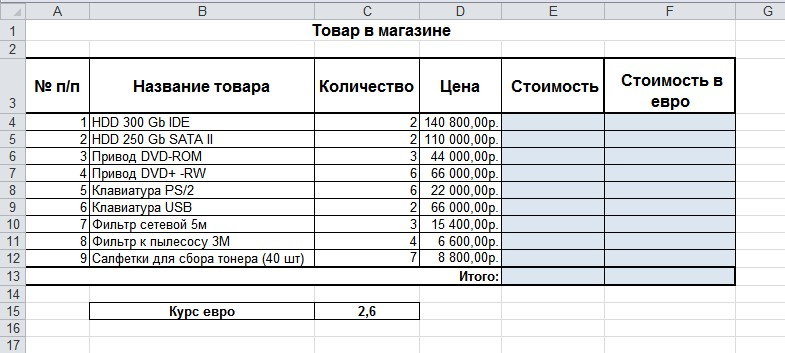 A B C D E F G
1 Товар в магазине
2
3 № п/п Название товара Количество Цена Стоимость Стоимость в евро
4 1 HDD 300 Gb IDE 2 140 800,00р.
5 2 HDD 250 Gb SATA II 2 110 000,00р.
6 3 Привод DVD-ROM 3 44 000,00р.
7 4 Привод DVD+ -RW 6 66 000,00р.
8 5 Клавиатура PS/2 6 22 000,00р.
9 6 Клавиатура USB 2 66 000,00р.
10 7 Фильтр сетевой 5м 3 15 400,00р.
11 8 Фильтр к пылесосу 3М 4 6 600,00р.
12 9 Салфетки для сбора тонера (40 шт) 7 8 800,00р.
13 Итого:
14
15 Курс евро 2,6
16
17